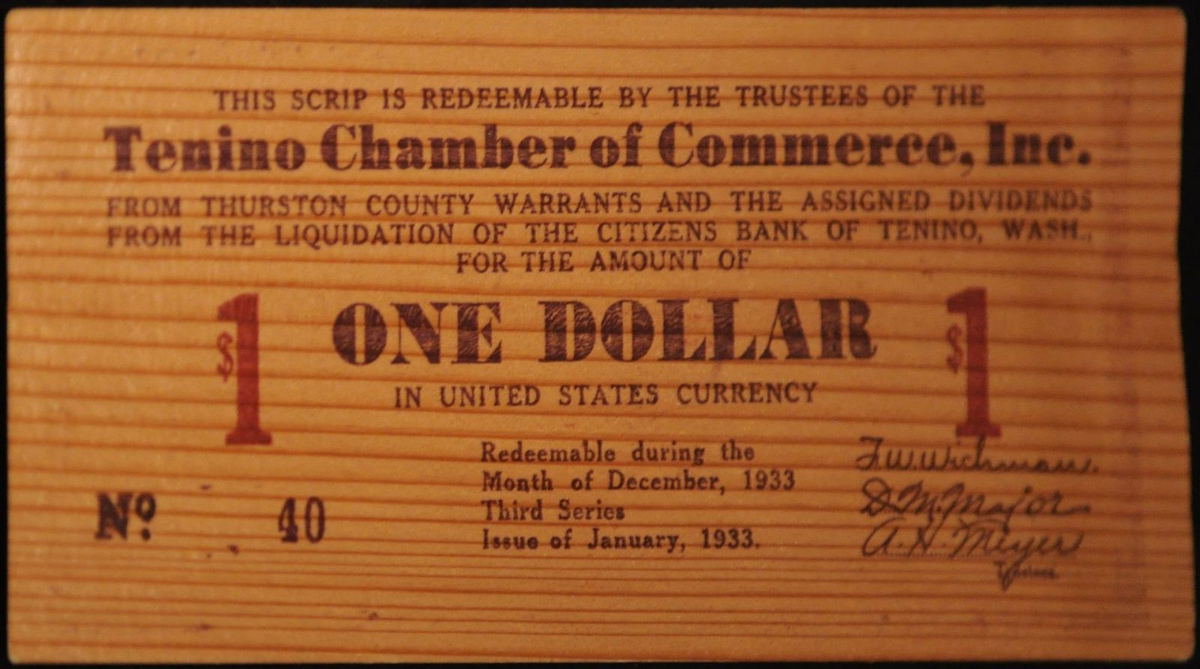 THIS SCRIP IS REDEEMABLE BY THE TRUSTEES OF THE
Tenino Chamber of Commerce, Inc.
FROM THURSTON COUNTY WARRANTS AND THE ASSIGNED DIVIDENDS
FROM THE LIQUIDATION OF THE CITIZENS BANK OF TENINO, WASH.,
FOR THE AMOUNT OF
$1 ONE DOLLAR $1
IN UNITED STATES CURRENCY
Redeemable during the
Month of December, 1933
Third Series
Issue of January, 1933.
No 40
F.W. Wichman.
D. M. Major
A. H. Meyer
Trustees